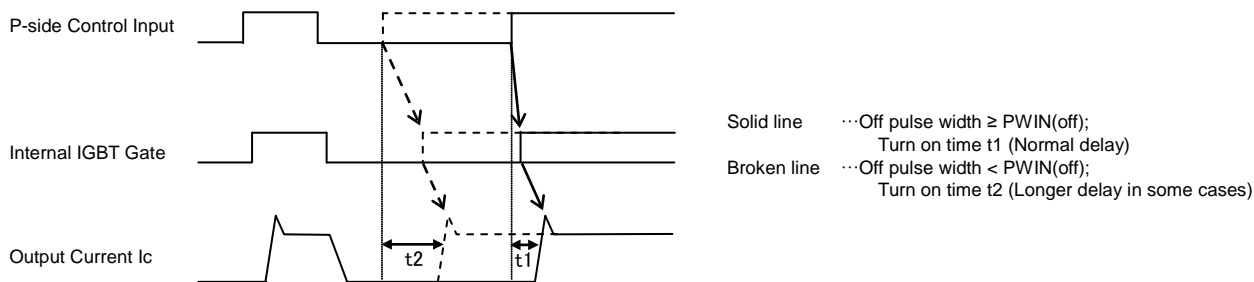 P-side Control Input
Internal IGBT Gate
Output Current Ic
t2
t1
Solid line ···Off pulse width ≥ PWIN(off);
Turn on time t1 (Normal delay)
Broken line ···Off pulse width < PWIN(off);
Turn on time t2 (Longer delay in some cases)